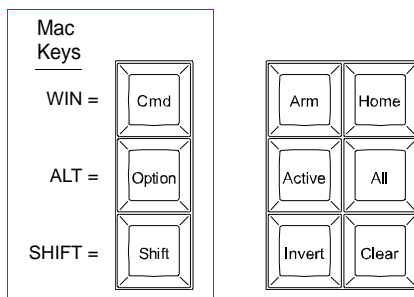 Mac
Keys
WIN = Cmd
Arm Home
ALT = Option
Active All
SHIFT = Shift
Invert Clear